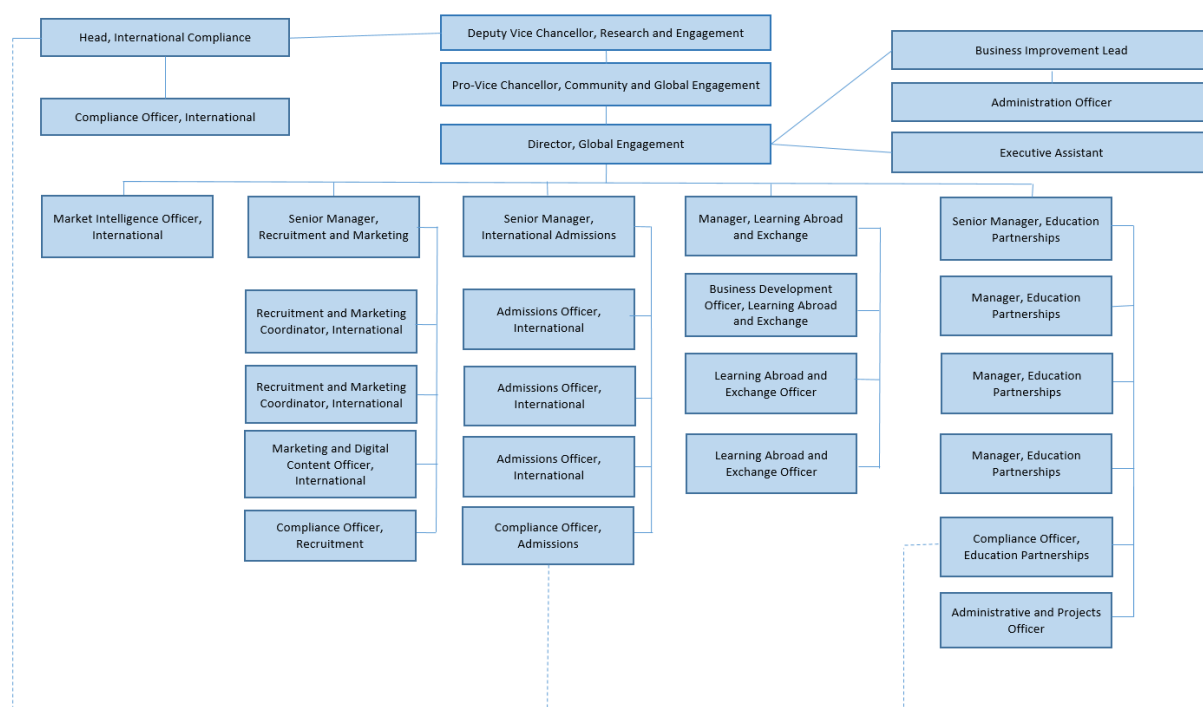 Head, International Compliance
Deputy Vice Chancellor, Research and Engagement
Business Improvement Lead
Pro-Vice Chancellor, Community and Global Engagement
Compliance Officer, International
Administration Officer
Director, Global Engagement
Executive Assistant
Market Intelligence Officer,
International
Senior Manager,
Recruitment and Marketing
Senior Manager,
International Admissions
Manager, Learning Abroad
and Exchange
Senior Manager, Education
Partnerships
Recruitment and Marketing
Coordinator, International
Recruitment and Marketing
Coordinator, International
Marketing and Digital
Content Officer,
International
Compliance Officer,
Recruitment
Admissions Officer,
International
Admissions Officer,
International
Admissions Officer,
International
Compliance Officer,
Admissions
Business Development
Officer, Learning Abroad
and Exchange
Learning Abroad and
Exchange Officer
Learning Abroad and
Exchange Officer
Manager, Education
Partnerships
Manager, Education
Partnerships
Manager, Education
Partnerships
Compliance Officer,
Education Partnerships
Administrative and Projects
Officer